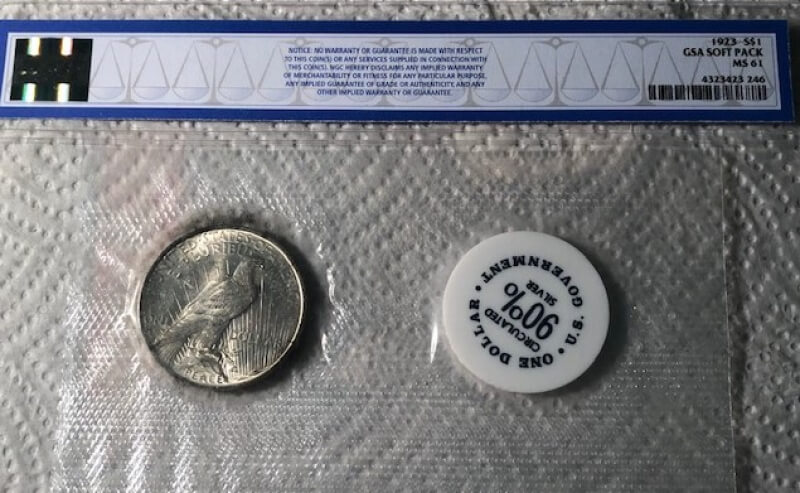 NOTICE: NO WARRANTY OR GUARANTEE IS MADE WITH RESPECT
TO THIS COIN(S) OR ANY SERVICES SUPPLIED IN CONNECTION WITH
THIS COIN(S). NGC HEREBY DISCLAIMS ANY IMPLIED WARRANTY
OF MERCHANTABILITY OR FITNESS FOR ANY PARTICULAR PURPOSE,
ANY IMPLIED GUARANTEE OF GRADE OR AUTHENTICITY, AND ANY
OTHER IMPLIED WARRANTY OR GUARANTEE.
1923 S$1
GSA SOFT PACK
MS 61
4323423 246
PEACE
U.S. GOVERNMENT • ONE DOLLAR •
CIRCULATED
90%
SILVER